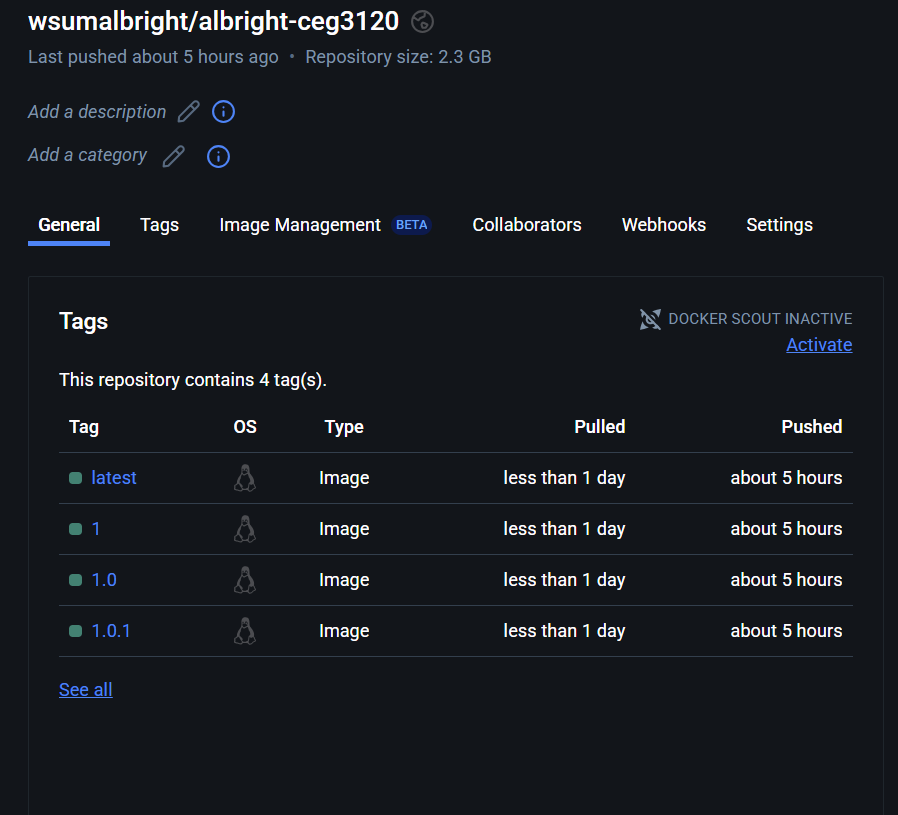 wsumalbright/albright-ceg3120
Last pushed about 5 hours ago • Repository size: 2.3 GB
Add a description
Add a category
General Tags Image Management BETA Collaborators Webhooks Settings
Tags
DOCKER SCOUT INACTIVE
Activate
This repository contains 4 tag(s).
Tag OS Type Pulled Pushed
latest Image less than 1 day about 5 hours
1 Image less than 1 day about 5 hours
1.0 Image less than 1 day about 5 hours
1.0.1 Image less than 1 day about 5 hours
See all